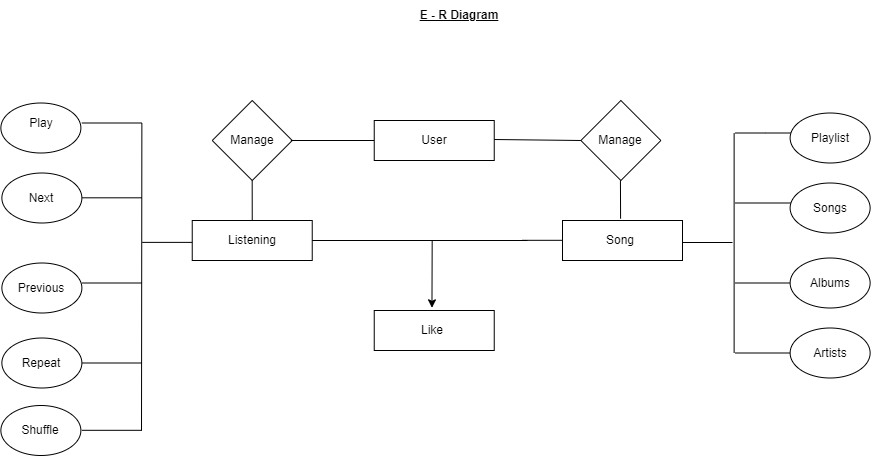 E - R Diagram
Play
Manage
User
Manage
Playlist
Next
Songs
Listening
Song
Previous
Albums
Like
Repeat
Artists
Shuffle